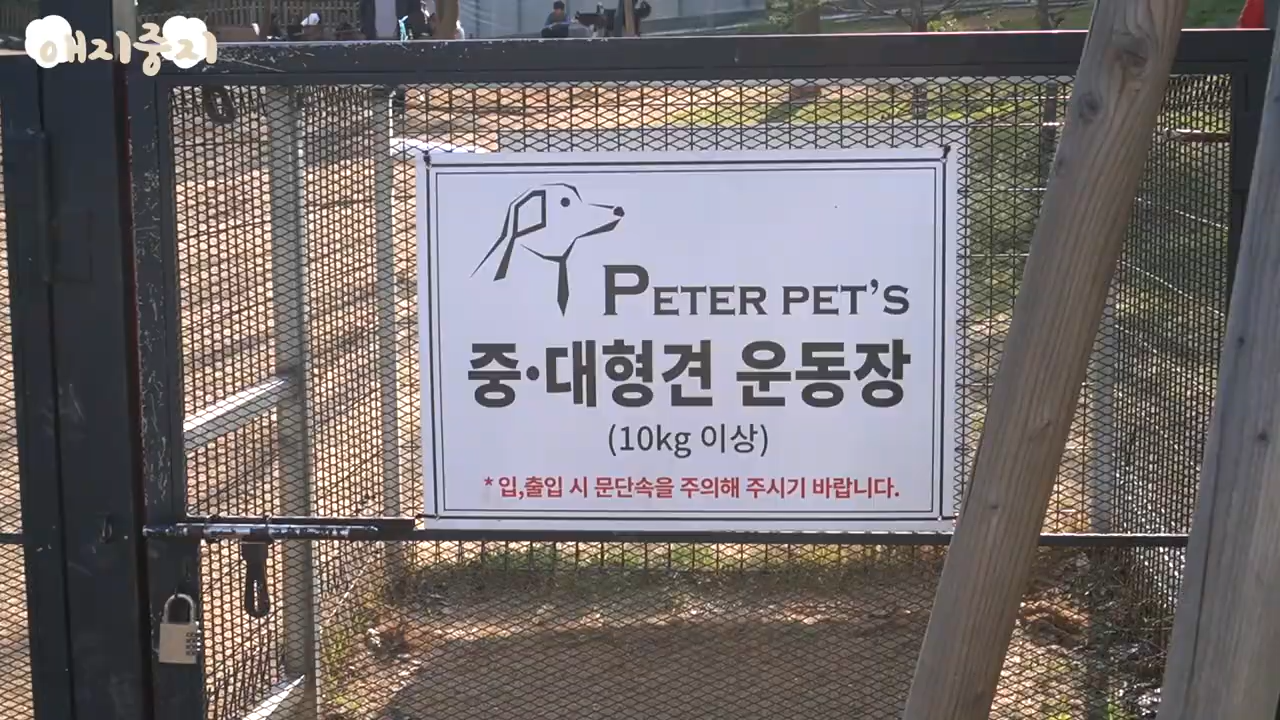 애지중지
PETER PET'S
중·대형견 운동장
(10kg 이상)
* 입,출입 시 문단속을 주의해 주시기 바랍니다.